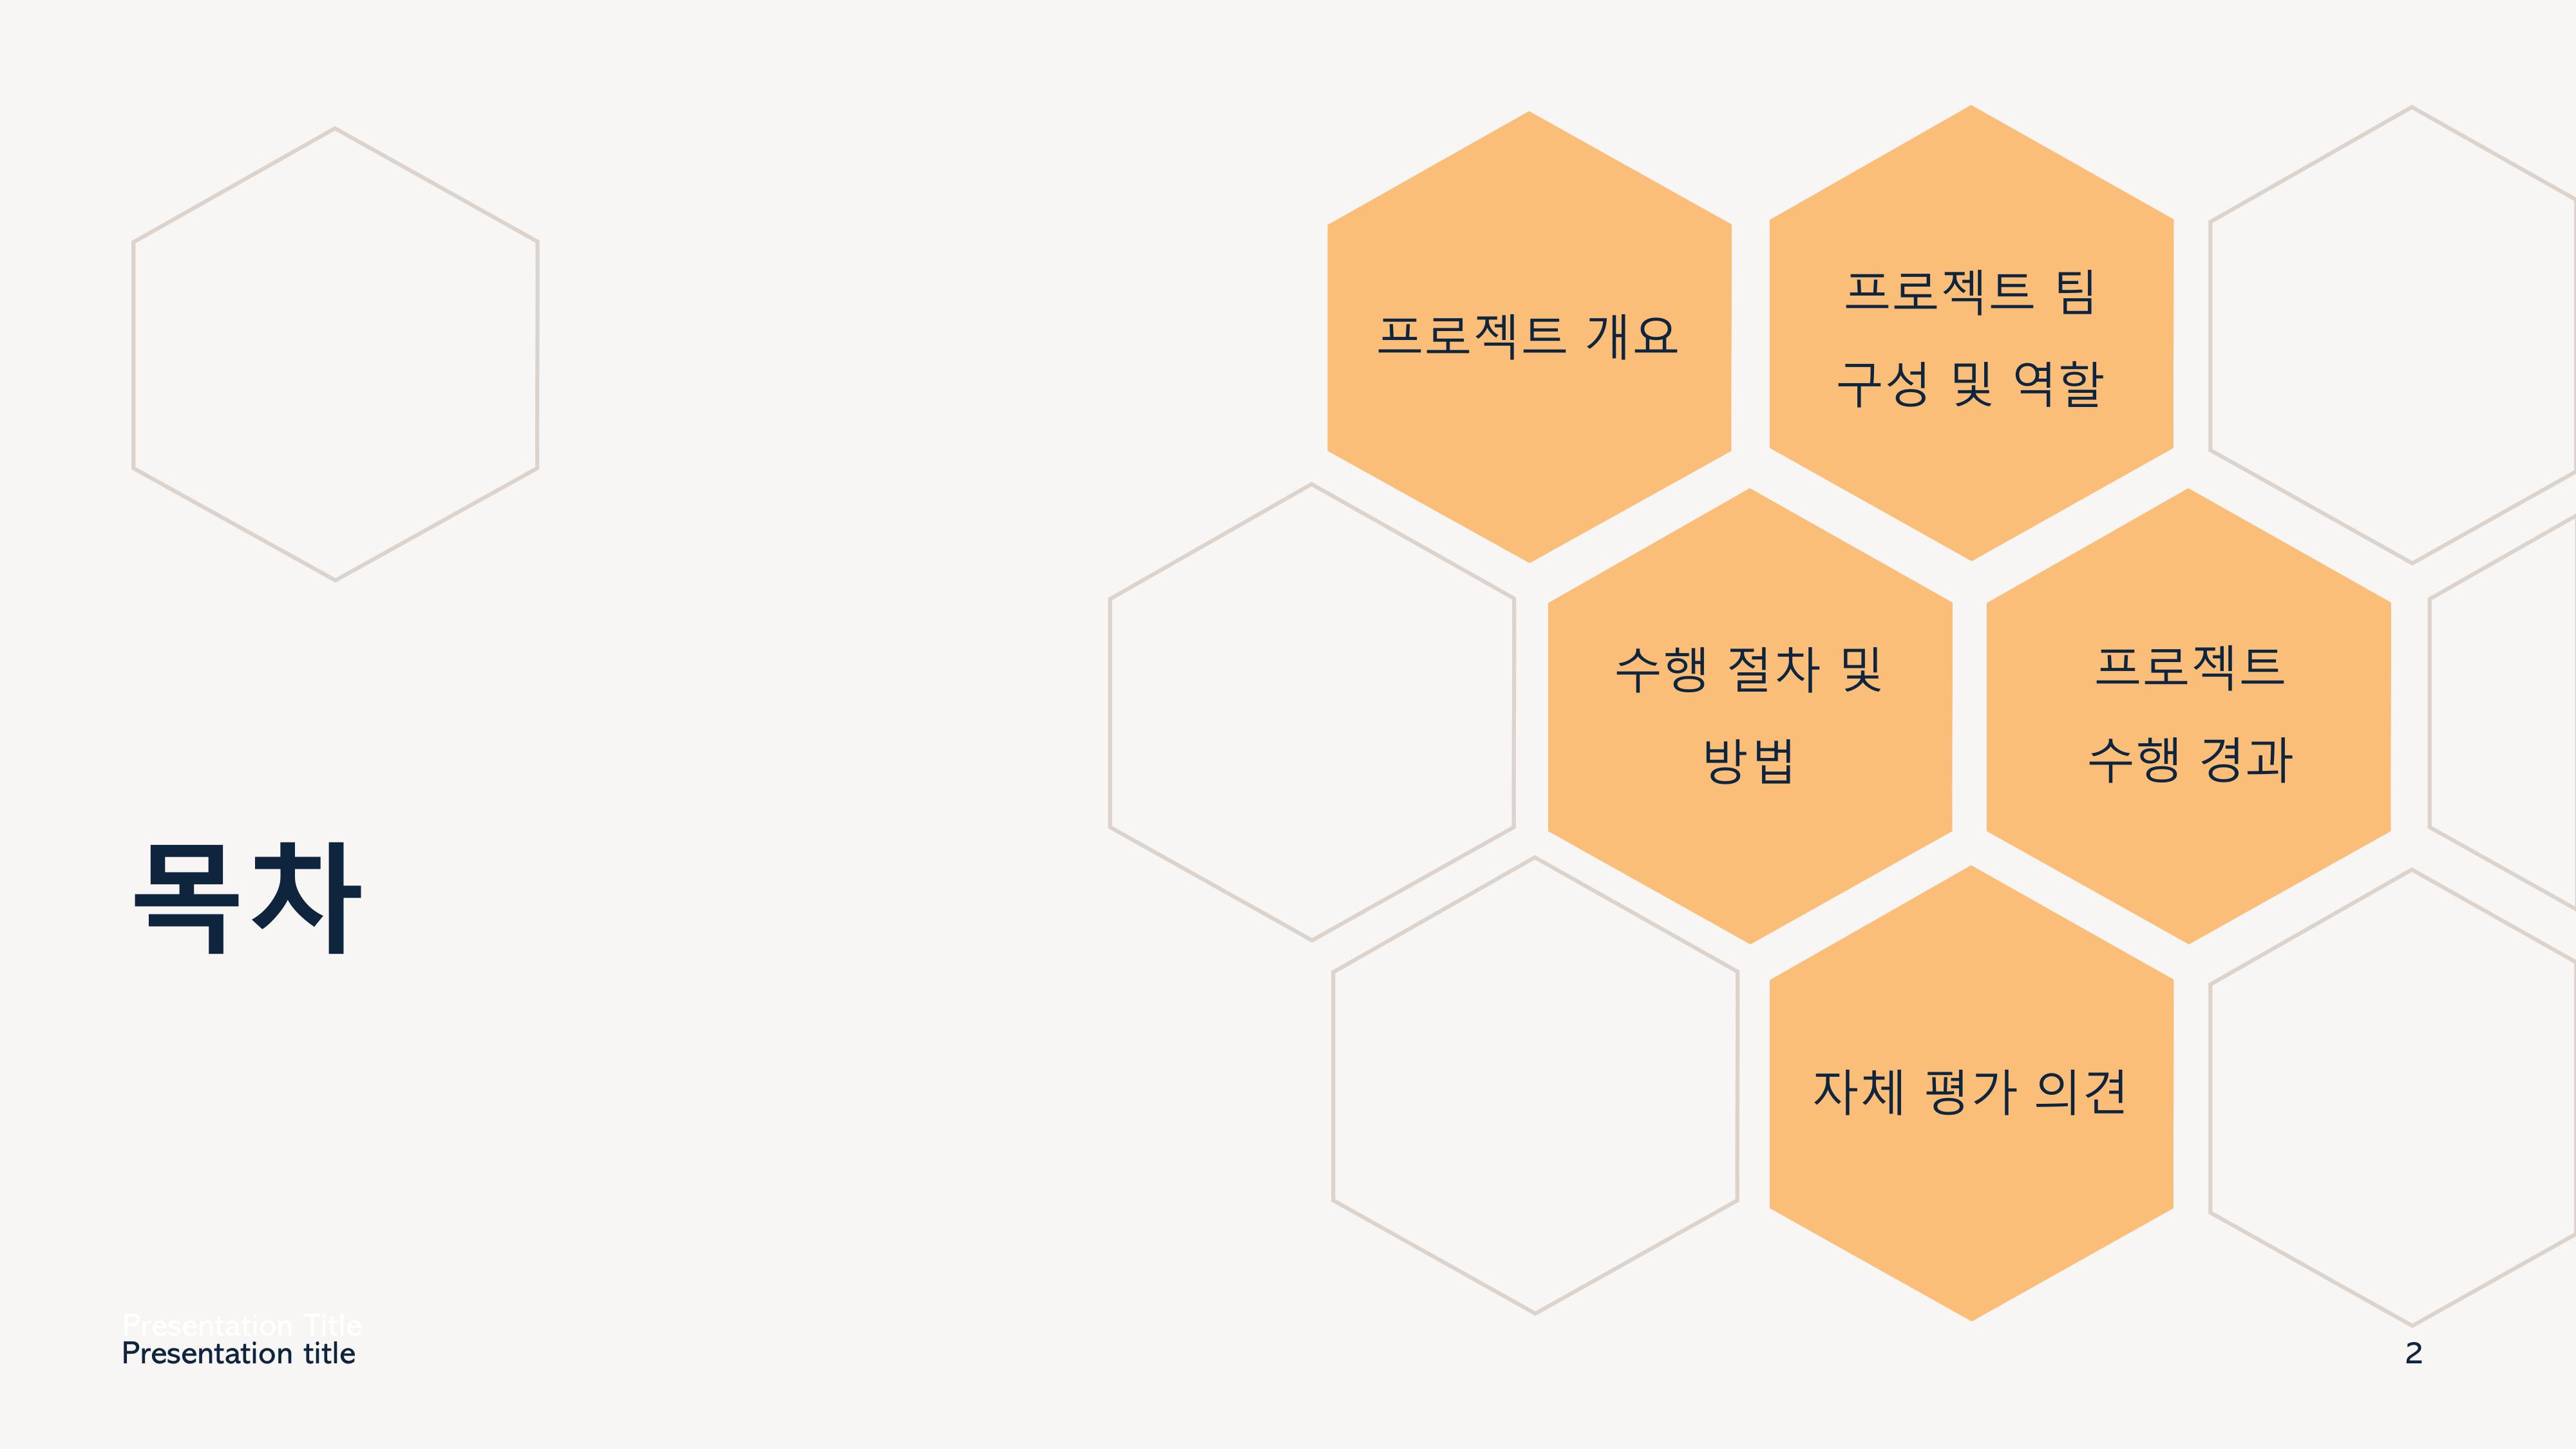 목차
프로젝트 개요
프로젝트 팀
구성 및 역할
수행 절차 및
방법
프로젝트
수행 경과
자체 평가 의견
Presentation Title
Presentation title
2